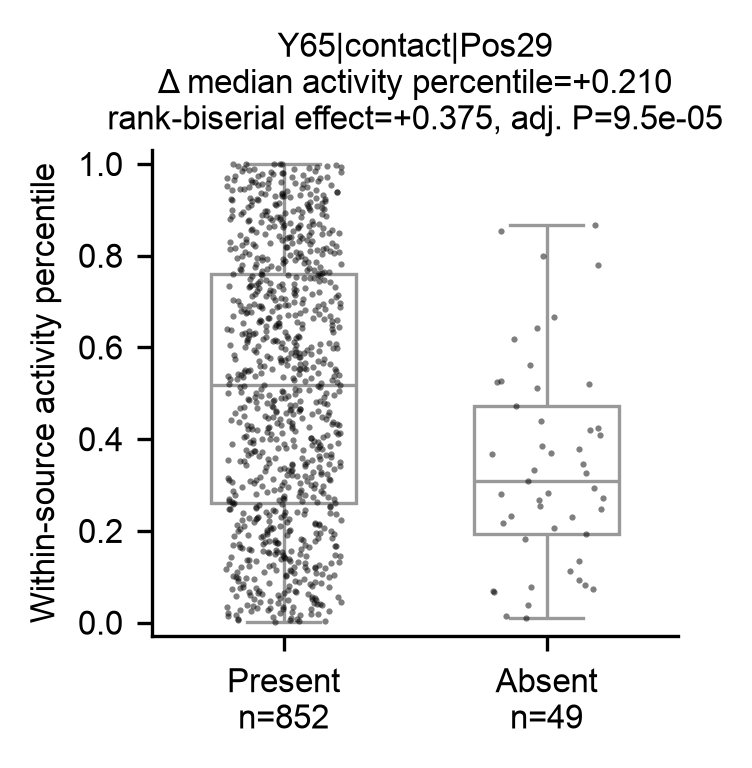 Y65|contact|Pos29
Δ median activity percentile=+0.210
rank-biserial effect=+0.375, adj. P=9.5e-05
Within-source activity percentile
1.0
0.8
0.6
0.4
0.2
0.0
Present
n=852
Absent
n=49